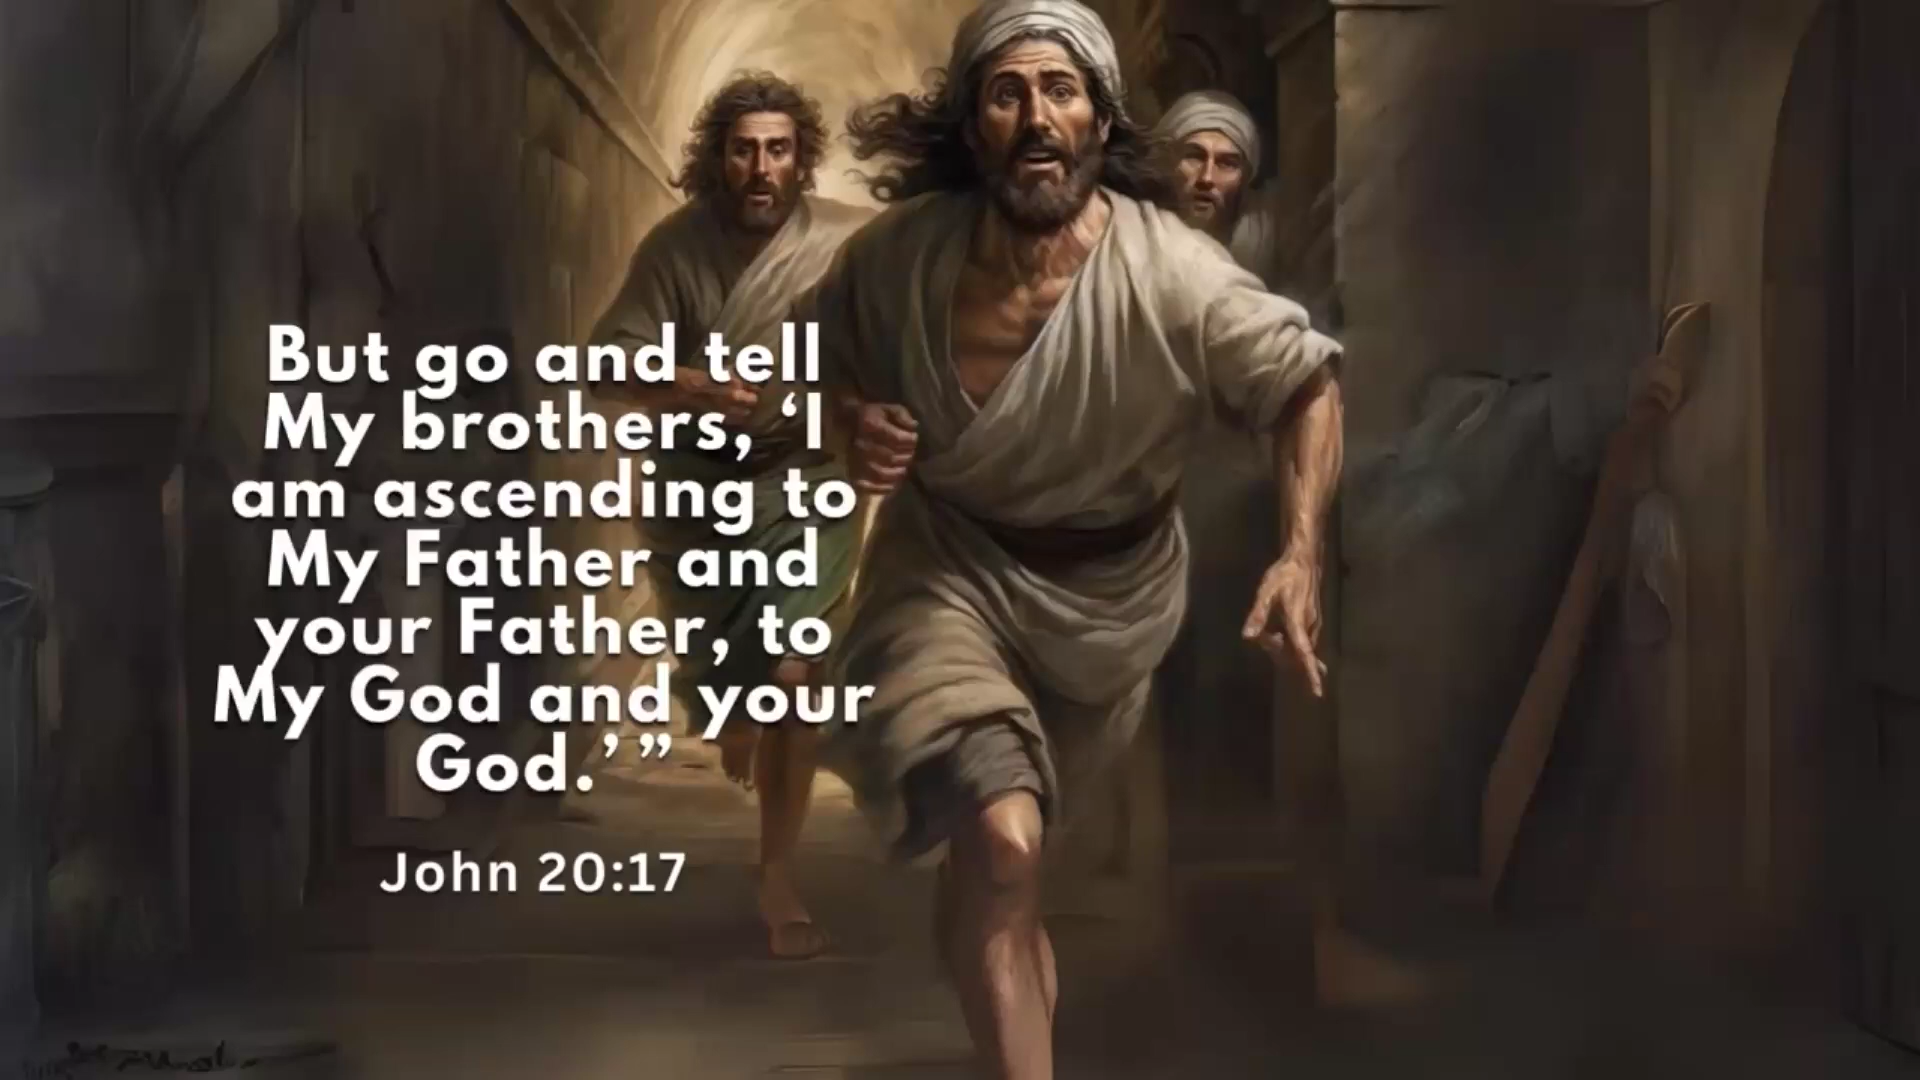 But go and tell
My brothers, ‘I
am ascending to
My Father and
your Father, to
My God and your
God.’ ”
John 20:17